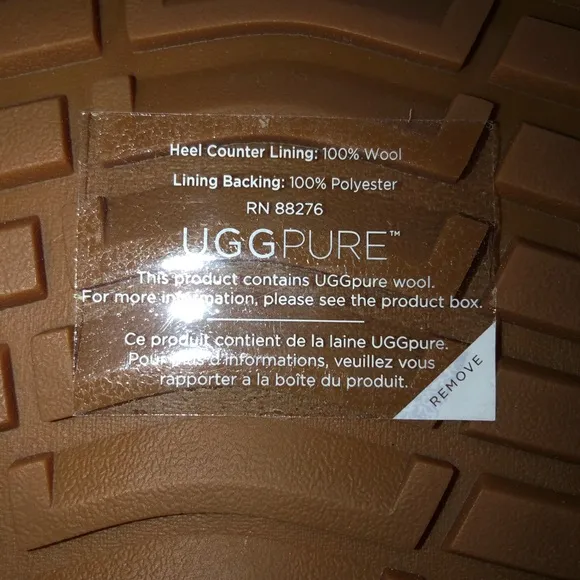 Heel Counter Lining: 100% Wool
Lining Backing: 100% Polyester
RN 88276
UGGPURE™
This product contains UGGpure wool.
For more information, please see the product box.
Ce produit contient de la laine UGGpure.
Pour plus d'informations, veuillez vous
rapporter a la boîte du produit.
REMOVE